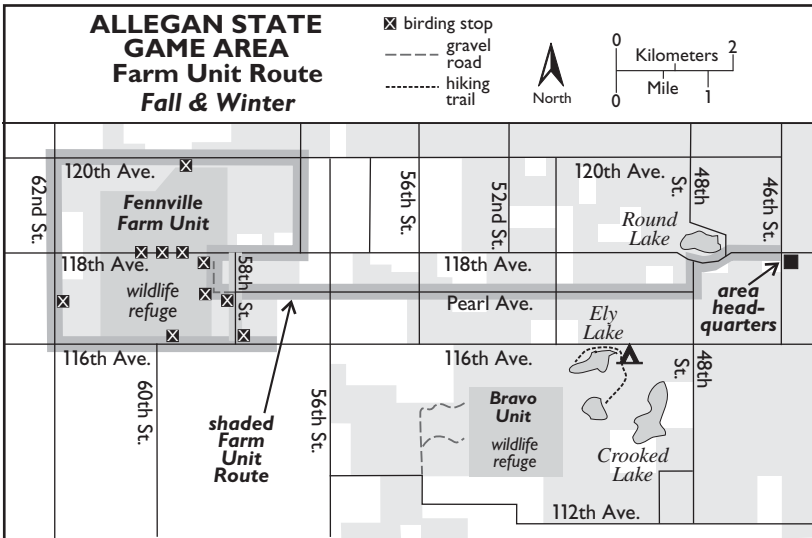 ALLEGAN STATE
GAME AREA
Farm Unit Route
Fall & Winter
birding stop
gravel
road
hiking
trail
North
0
Kilometers
2
0
Mile
1
120th Ave.
56th St.
52nd St.
120th Ave.
48th
St.
46th St.
62nd St.
Fennville
Farm Unit
Round
Lake
118th Ave.
58th St.
118th Ave.
wildlife
refuge
Pearl Ave.
area
head-
quarters
Ely
Lake
116th Ave.
116th Ave.
48th
St.
60th St.
56th St.
shaded
Farm
Unit
Route
Bravo
Unit
wildlife
refuge
Crooked
Lake
112th Ave.